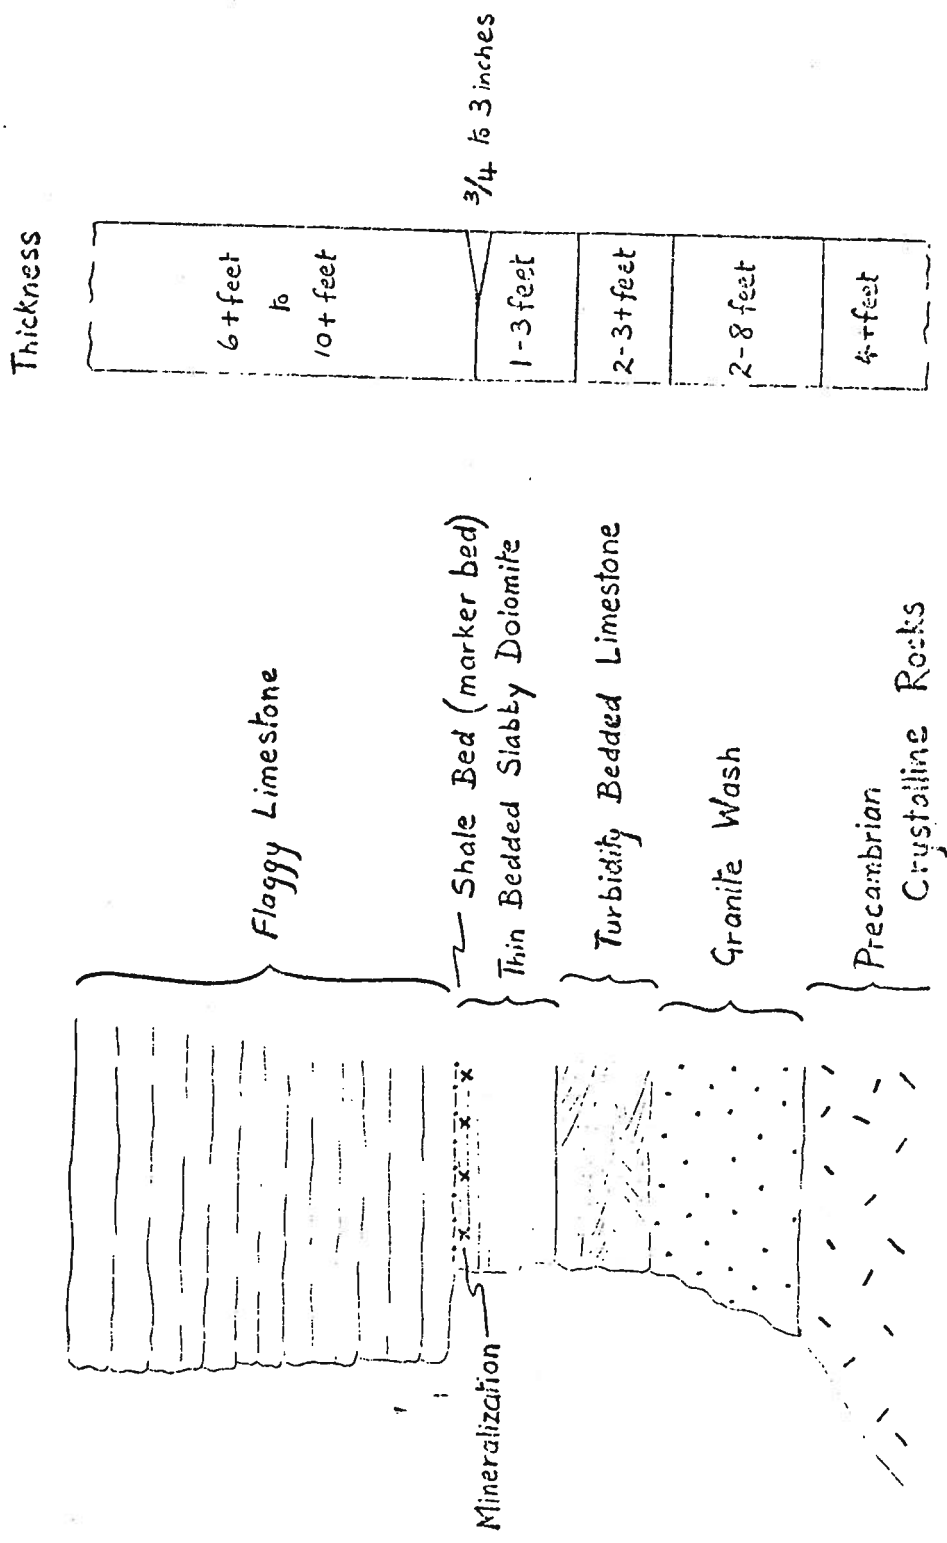 Thickness
Flaggy Limestone
6+feet
to
10+feet
Shale Bed (marker bed)
3/4 to 3 inches
Mineralization
Thin Bedded Slabby Dolomite
1-3 feet
Turbidity Bedded Limestone
2-3+feet
Granite Wash
2-8 feet
Precambrian
Crystalline Rocks
4+feet